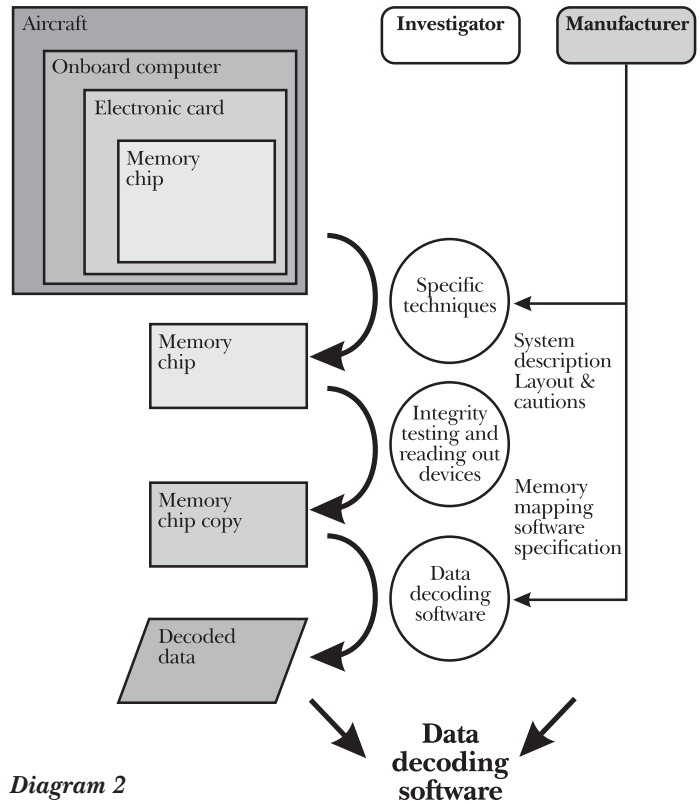 Aircraft
Onboard computer
Electronic card
Memory
chip
Investigator
Manufacturer
Specific
techniques
System
description
Layout &
cautions
Memory
chip
Integrity
testing and
reading out
devices
Memory
mapping
software
specification
Memory
chip copy
Data
decoding
software
Decoded
data
Data
decoding
software
Diagram 2